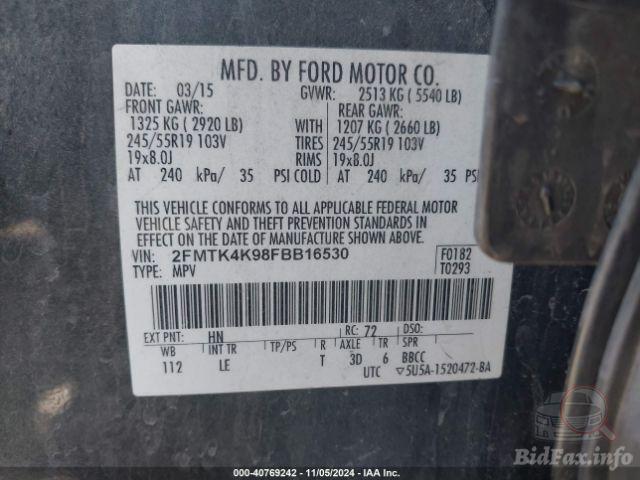 MFD. BY FORD MOTOR CO.
DATE: 03/15 GVWR: 2513 KG ( 5540 LB)
FRONT GAWR: REAR GAWR:
1325 KG ( 2920 LB) WITH 1207 KG ( 2660 LB)
245/55R19 103V TIRES 245/55R19 103V
19x8.0J RIMS 19x8.0J
AT 240 kPa/ 35 PSI COLD AT 240 kPa/ 35 PSI
THIS VEHICLE CONFORMS TO ALL APPLICABLE FEDERAL MOTOR
VEHICLE SAFETY AND THEFT PREVENTION STANDARDS IN
EFFECT ON THE DATE OF MANUFACTURE SHOWN ABOVE.
VIN: 2FMTK4K98FBB16530 F0182
TYPE: MPV T0293
EXT PNT: HN RC: 72 DSO:
WB INT TR TP/PS R AXLE TR SPR
112 LE T 3D 6 BBCC
UTC ▽5U5A-1520472-BA
000-40769242 - 11/05/2024 - IAA Inc.
BidFax.info